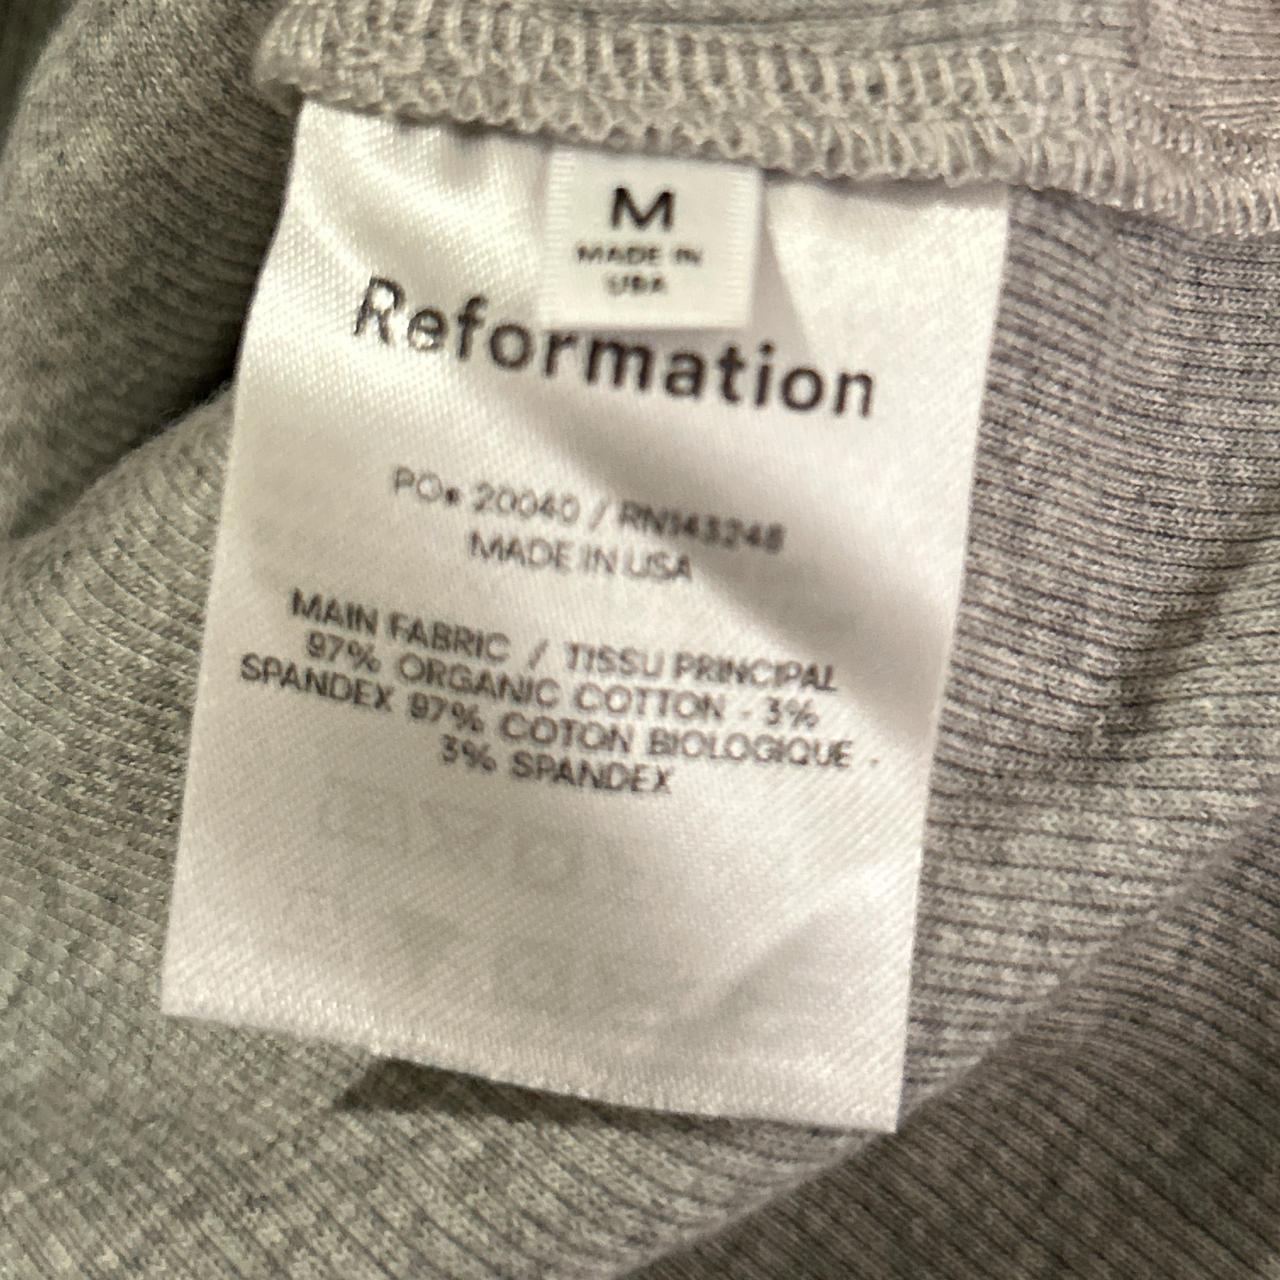 M
MADE IN
USA
Reformation
PO# 20040 / RN143248
MADE IN USA
MAIN FABRIC / TISSU PRINCIPAL
97% ORGANIC COTTON - 3%
SPANDEX 97% COTON BIOLOGIQUE -
3% SPANDEX